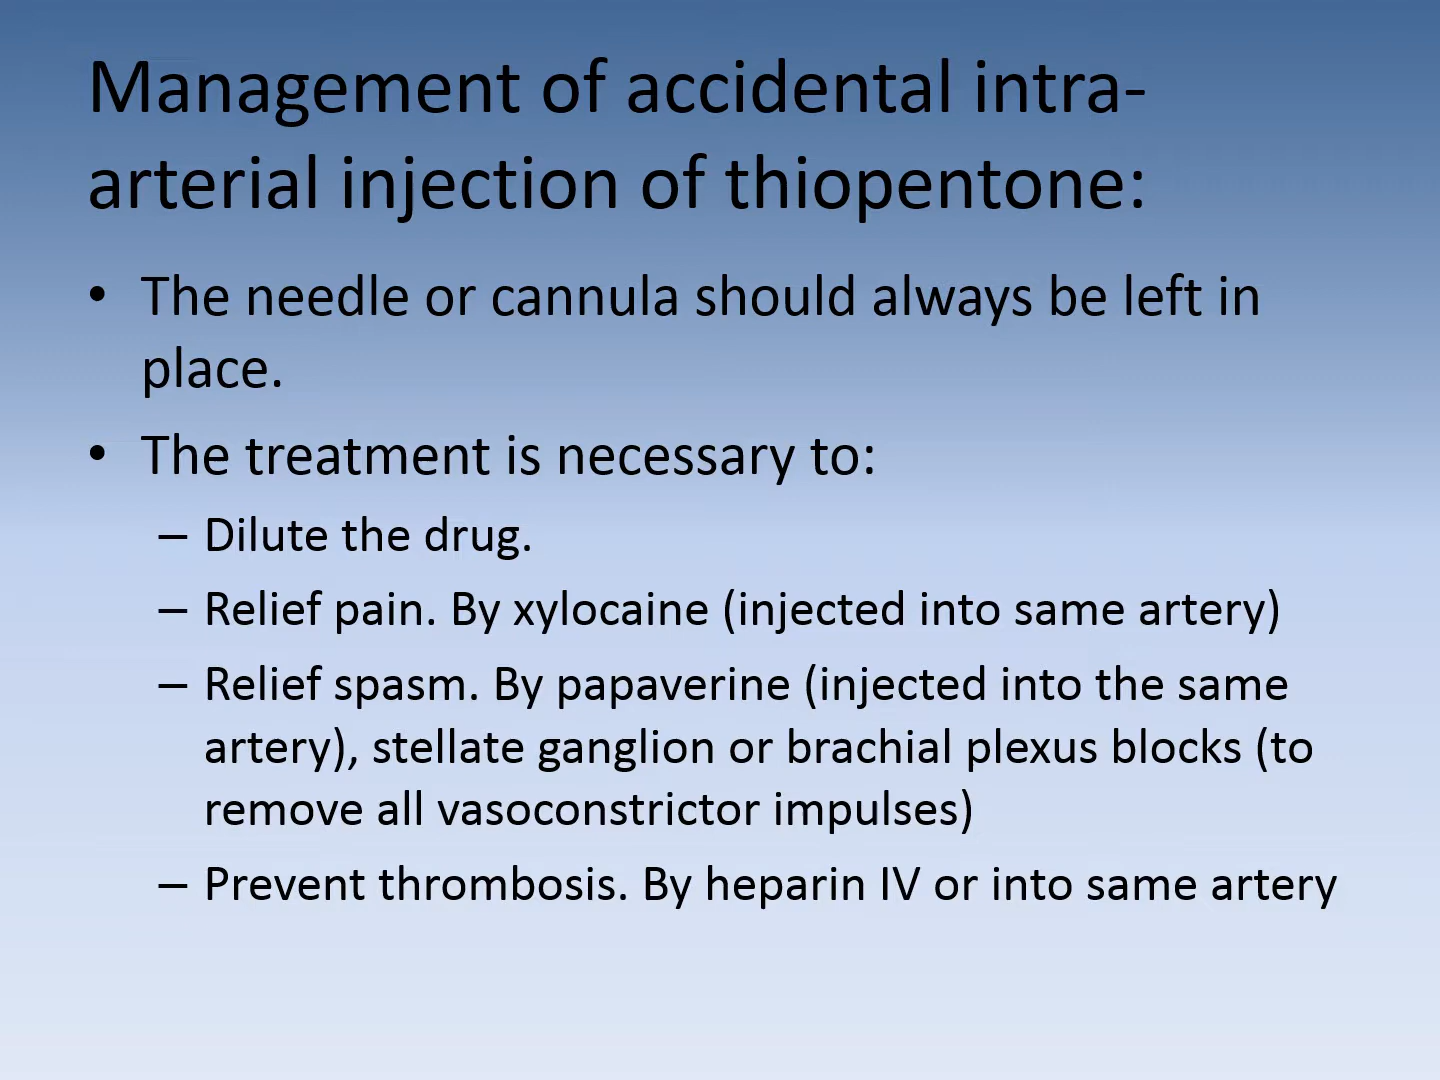 Management of accidental intra-
arterial injection of thiopentone:
• The needle or cannula should always be left in
place.
• The treatment is necessary to:
– Dilute the drug.
– Relief pain. By xylocaine (injected into same artery)
– Relief spasm. By papaverine (injected into the same
artery), stellate ganglion or brachial plexus blocks (to
remove all vasoconstrictor impulses)
– Prevent thrombosis. By heparin IV or into same artery